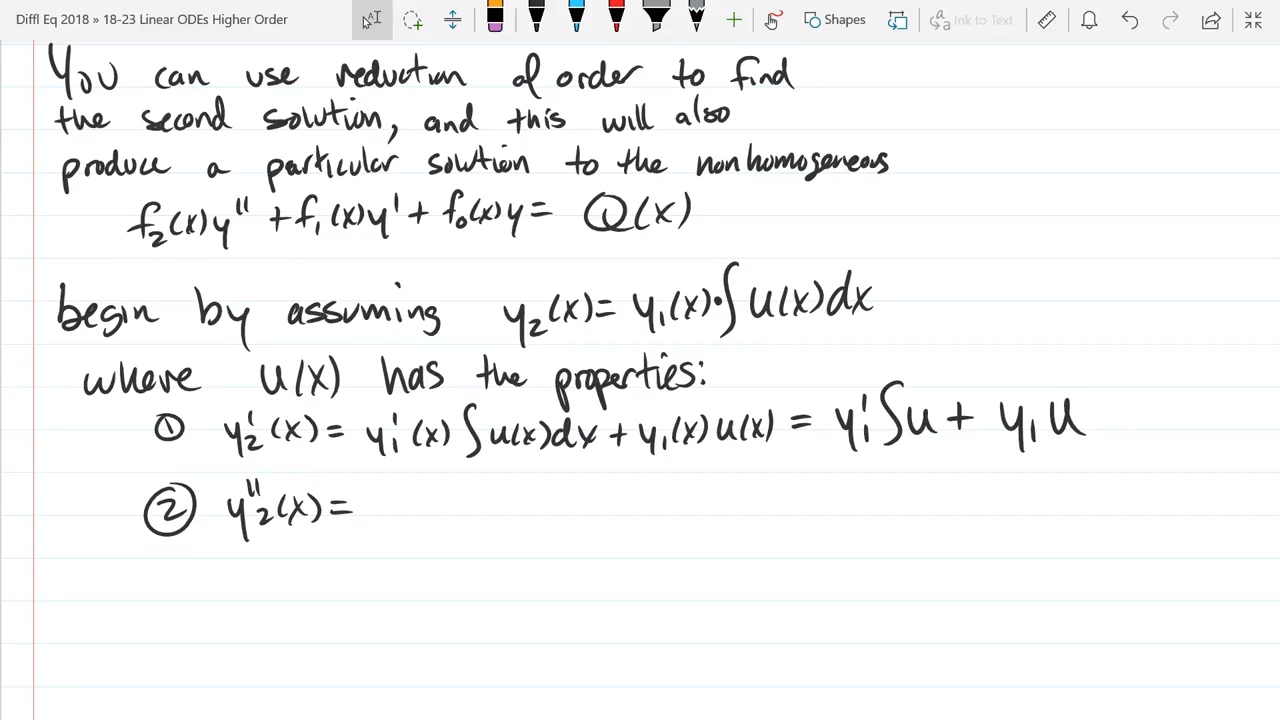 Diffl Eq 2018 » 18-23 Linear ODEs Higher Order
Shapes
Ink to Text
You can use reduction of order to find
the second solution, and this will also
produce a particular solution to the nonhomogeneous
f₂(x)y'' + f₁(x)y' + f₀(x)y = Q(x)
begin by assuming y₂(x) = y₁(x)·∫u(x)dx
where u(x) has the properties:
① y₂'(x) = y₁'(x) ∫u(x)dx + y₁(x)u(x) = y₁'∫u + y₁u
② y''₂(x) =